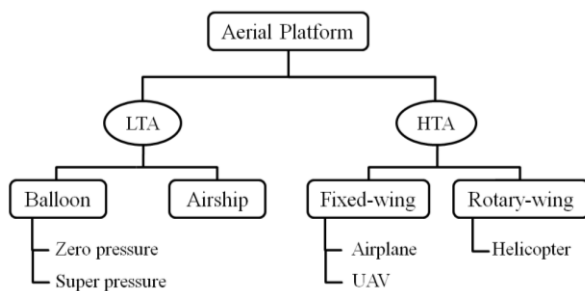 Aerial Platform
LTA
HTA
Balloon
Airship
Fixed-wing
Rotary-wing
Zero pressure
Super pressure
Airplane
UAV
Helicopter